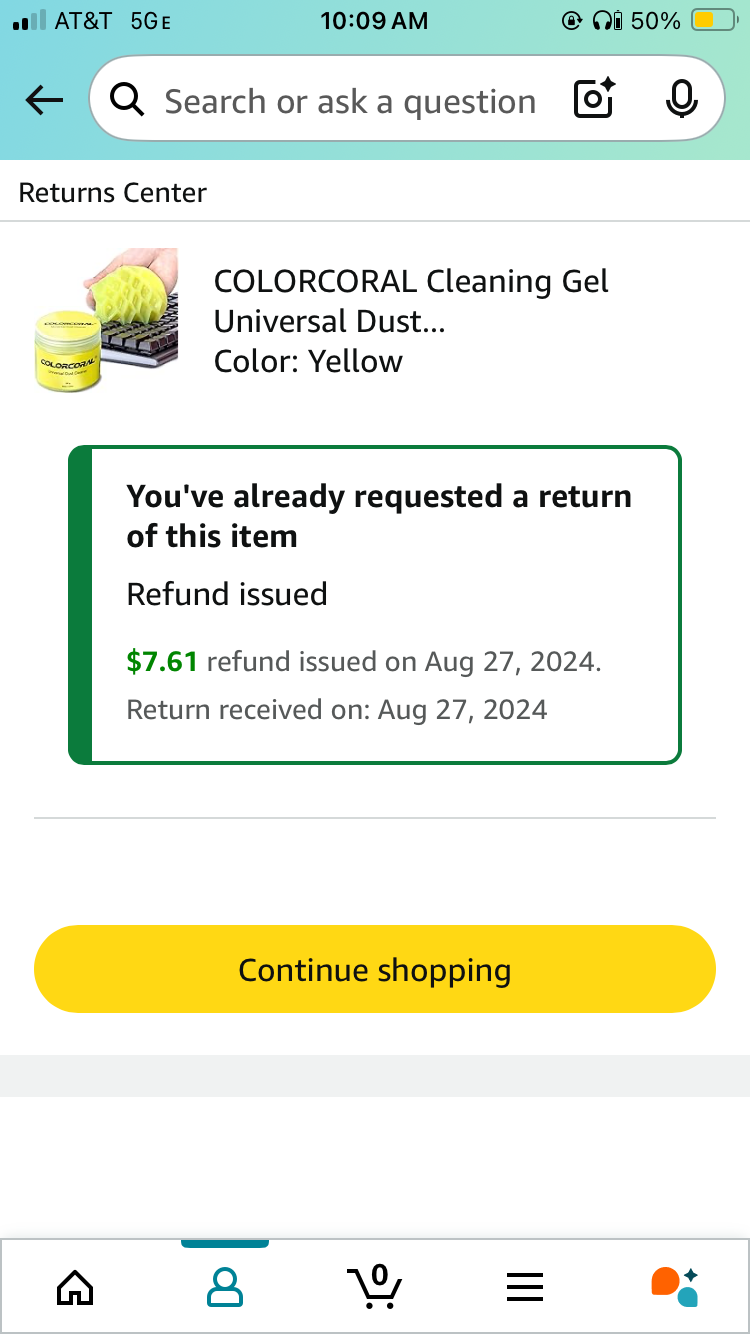 AT&T 5GE 10:09 AM 50%
Search or ask a question
Returns Center
COLORCORAL
COLORCORAL
COLORCORAL Cleaning Gel
Universal Dust...
Color: Yellow
You've already requested a return
of this item
Refund issued
$7.61 refund issued on Aug 27, 2024.
Return received on: Aug 27, 2024
Continue shopping
0